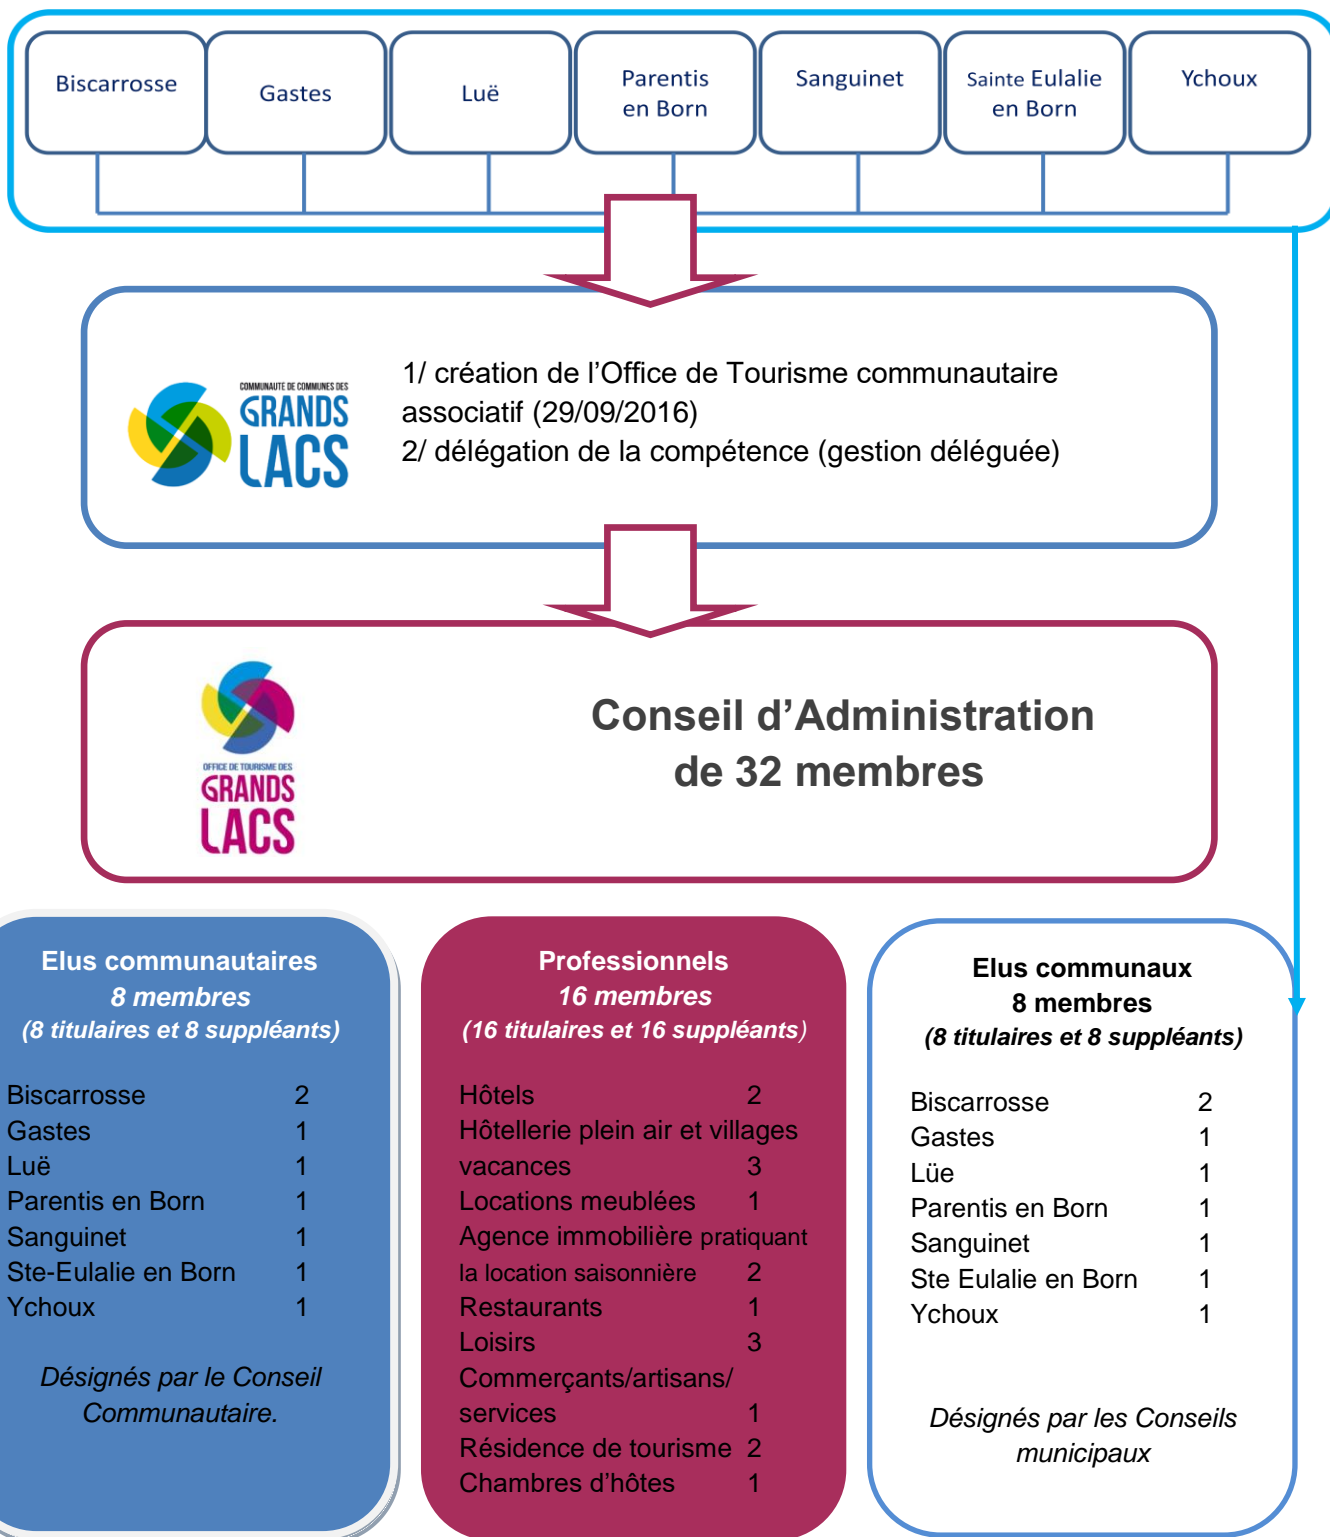 Biscarrosse
Gastes
Luë
Parentis
en Born
Sanguinet
Sainte Eulalie
en Born
Ychoux
COMMUNAUTE DE COMMUNES DES
GRANDS
LACS
1/ création de l’Office de Tourisme communautaire
associatif (29/09/2016)
2/ délégation de la compétence (gestion déléguée)
OFFICE DE TOURISME DES
GRANDS
LACS
Conseil d’Administration
de 32 membres
Elus communautaires
8 membres
(8 titulaires et 8 suppléants)
Biscarrosse 2
Gastes 1
Luë 1
Parentis en Born 1
Sanguinet 1
Ste-Eulalie en Born 1
Ychoux 1
Désignés par le Conseil
Communautaire.
Professionnels
16 membres
(16 titulaires et 16 suppléants)
Hôtels 2
Hôtellerie plein air et villages
vacances 3
Locations meublées 1
Agence immobilière pratiquant
la location saisonnière 2
Restaurants 1
Loisirs 3
Commerçants/artisans/
services 1
Résidence de tourisme 2
Chambres d’hôtes 1
Elus communaux
8 membres
(8 titulaires et 8 suppléants)
Biscarrosse 2
Gastes 1
Lüe 1
Parentis en Born 1
Sanguinet 1
Ste Eulalie en Born 1
Ychoux 1
Désignés par les Conseils
municipaux